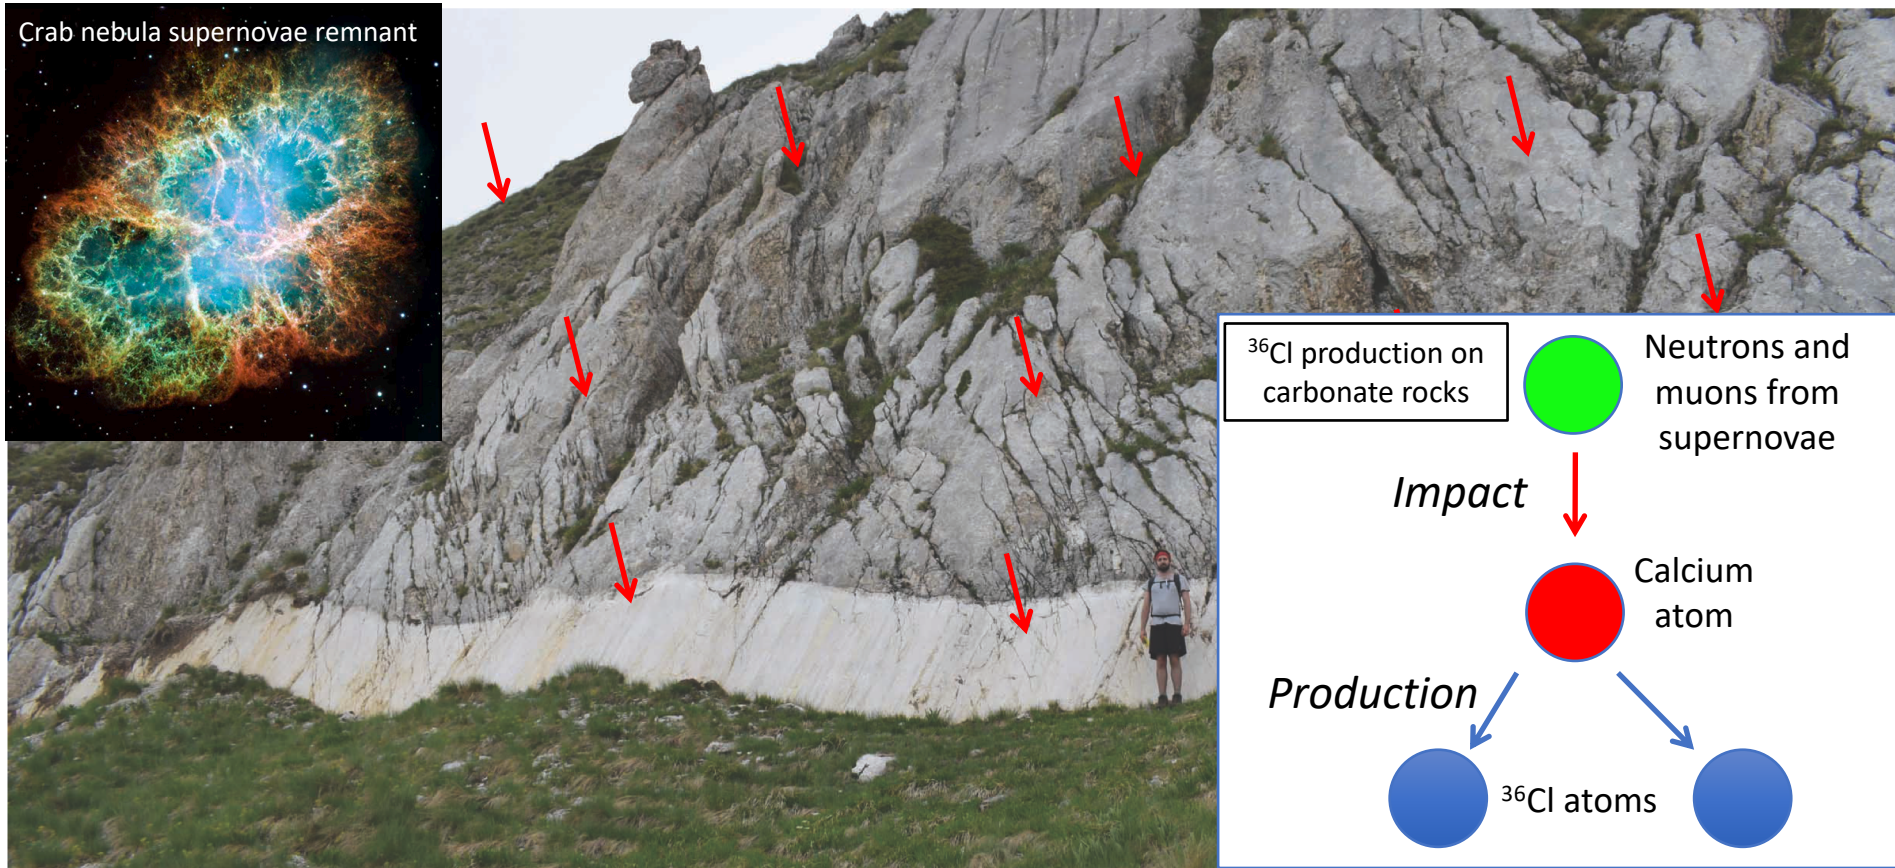 Crab nebula supernovae remnant
³⁶Cl production on
carbonate rocks
Neutrons and
muons from
supernovae
Impact
Calcium
atom
Production
³⁶Cl atoms